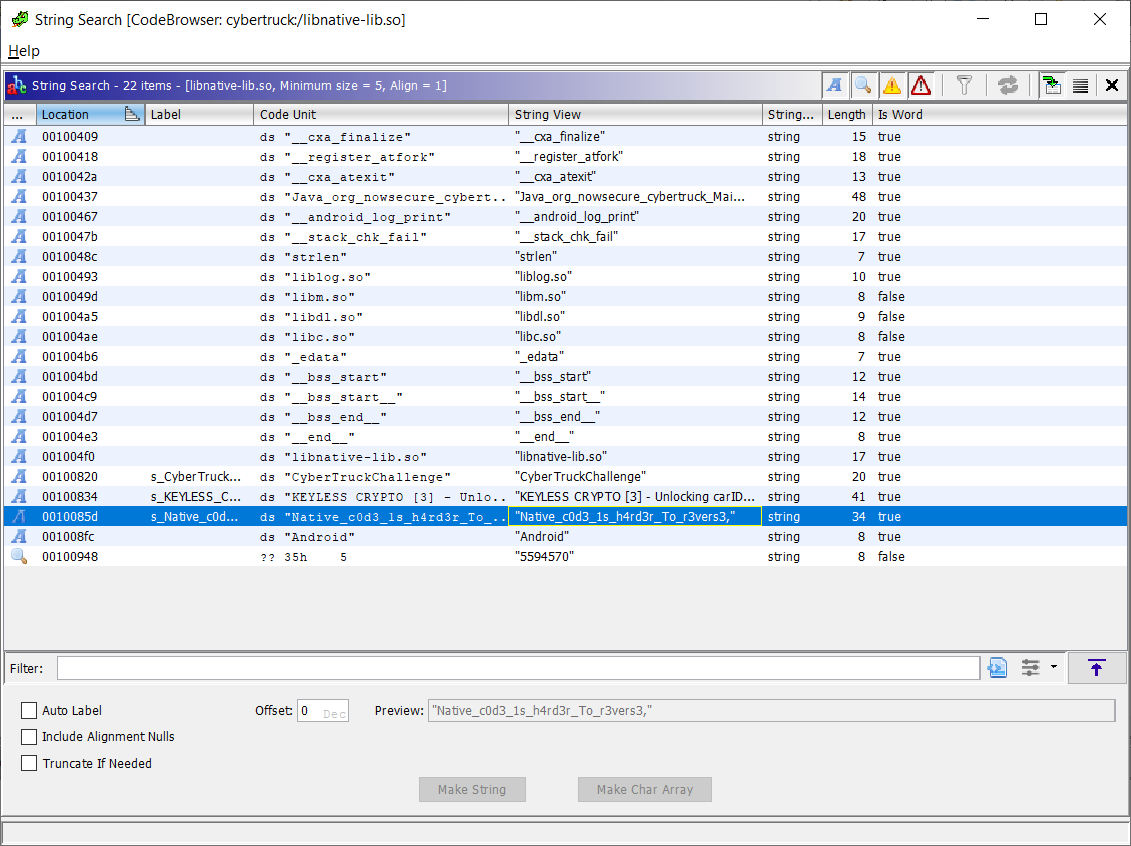 String Search [CodeBrowser: cybertruck:/libnative-lib.so]
Help
String Search - 22 items - [libnative-lib.so, Minimum size = 5, Align = 1]
... Location Label Code Unit String View String... Length Is Word
00100409 ds "__cxa_finalize" "__cxa_finalize" string 15 true
00100418 ds "__register_atfork" "__register_atfork" string 18 true
0010042a ds "__cxa_atexit" "__cxa_atexit" string 13 true
00100437 ds "Java_org_nowsecure_cybert... "Java_org_nowsecure_cybertruck_Mai... string 48 true
00100467 ds "__android_log_print" "__android_log_print" string 20 true
0010047b ds "__stack_chk_fail" "__stack_chk_fail" string 17 true
0010048c ds "strlen" "strlen" string 7 true
00100493 ds "liblog.so" "liblog.so" string 10 true
0010049d ds "libm.so" "libm.so" string 8 false
001004a5 ds "libdl.so" "libdl.so" string 9 false
001004ae ds "libc.so" "libc.so" string 8 false
001004b6 ds "_edata" "_edata" string 7 true
001004bd ds "__bss_start" "__bss_start" string 12 true
001004c9 ds "__bss_start__" "__bss_start__" string 14 true
001004d7 ds "__bss_end__" "__bss_end__" string 12 true
001004e3 ds "__end__" "__end__" string 8 true
001004f0 ds "libnative-lib.so" "libnative-lib.so" string 17 true
00100820 s_CyberTruck... ds "CyberTruckChallenge" "CyberTruckChallenge" string 20 true
00100834 s_KEYLESS_C... ds "KEYLESS CRYPTO [3] - Unlo... "KEYLESS CRYPTO [3] - Unlocking carID... string 41 true
0010085d s_Native_c0d... ds "Native_c0d3_1s_h4rd3r_To_... "Native_c0d3_1s_h4rd3r_To_r3vers3," string 34 true
001008fc ds "Android" "Android" string 8 true
00100948 ?? 35h 5 "5594570" string 8 false
Filter:
Auto Label Offset: 0 Dec Preview: "Native_c0d3_1s_h4rd3r_To_r3vers3,"
Include Alignment Nulls
Truncate If Needed
Make String Make Char Array